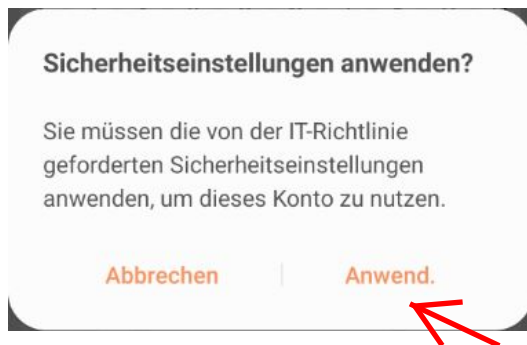 Sicherheitseinstellungen anwenden?
Sie müssen die von der IT-Richtlinie
geforderten Sicherheitseinstellungen
anwenden, um dieses Konto zu nutzen.
Abbrechen Anwend.